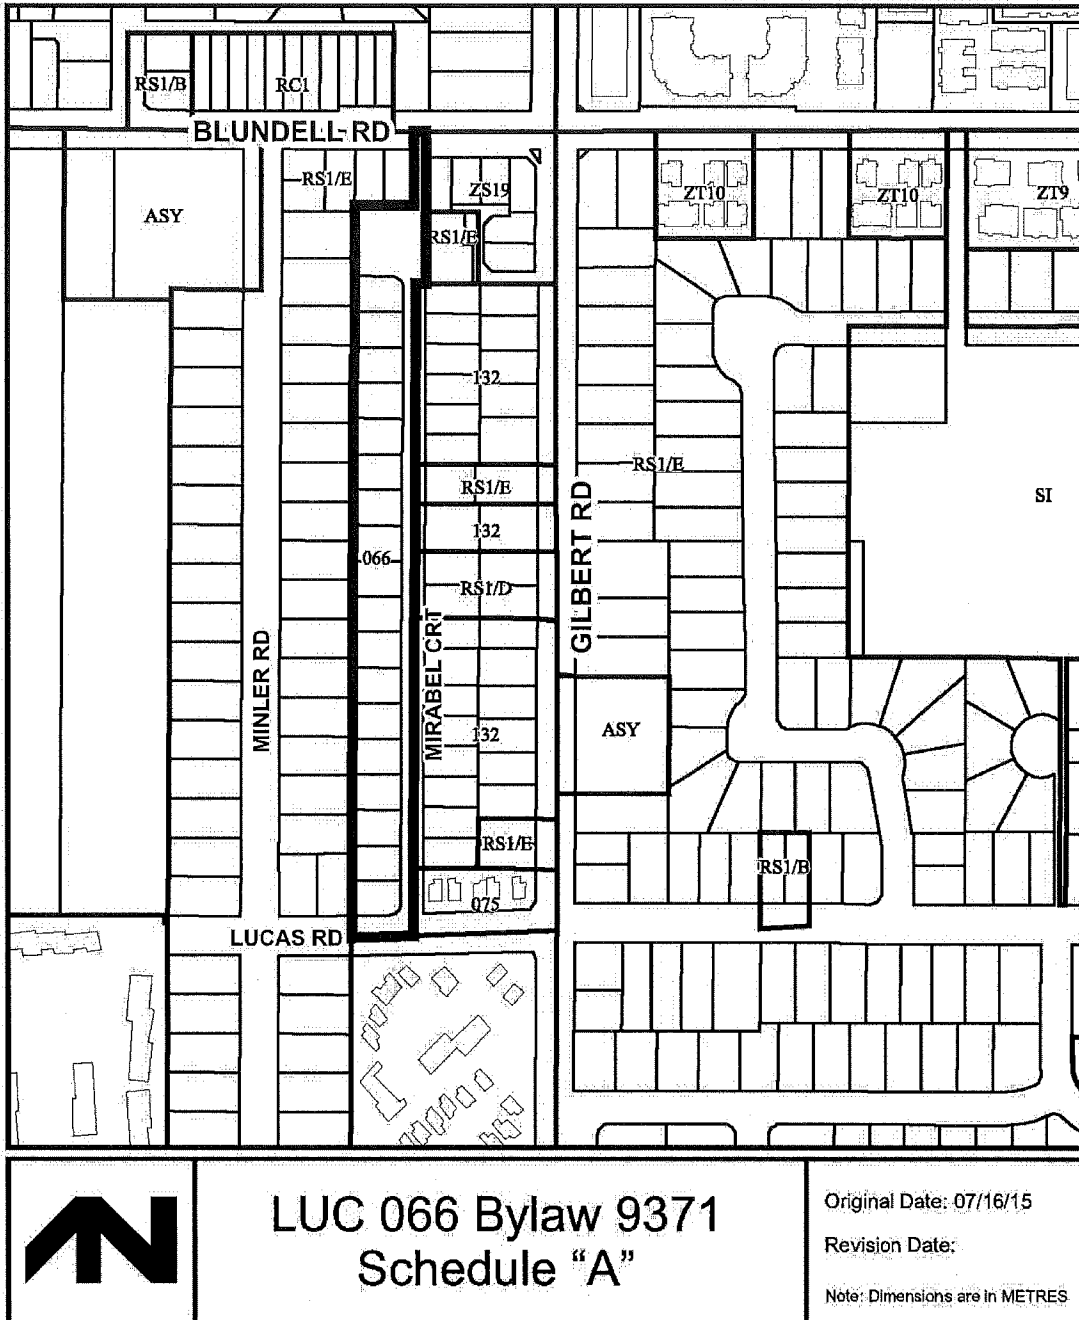 RS1/B
RC1
BLUNDELL RD
RS1/E
ASY
ZS19
RS1/E
ZT10
ZT10
ZT9
132
RS1/E
RS1/E
SI
132
066
RS1/D
GILBERT RD
MINLER RD
MIRABEL CRT
132
ASY
RS1/E
RS1/B
075
LUCAS RD
LUC 066 Bylaw 9371
Schedule “A”
Original Date: 07/16/15
Revision Date:
Note: Dimensions are in METRES